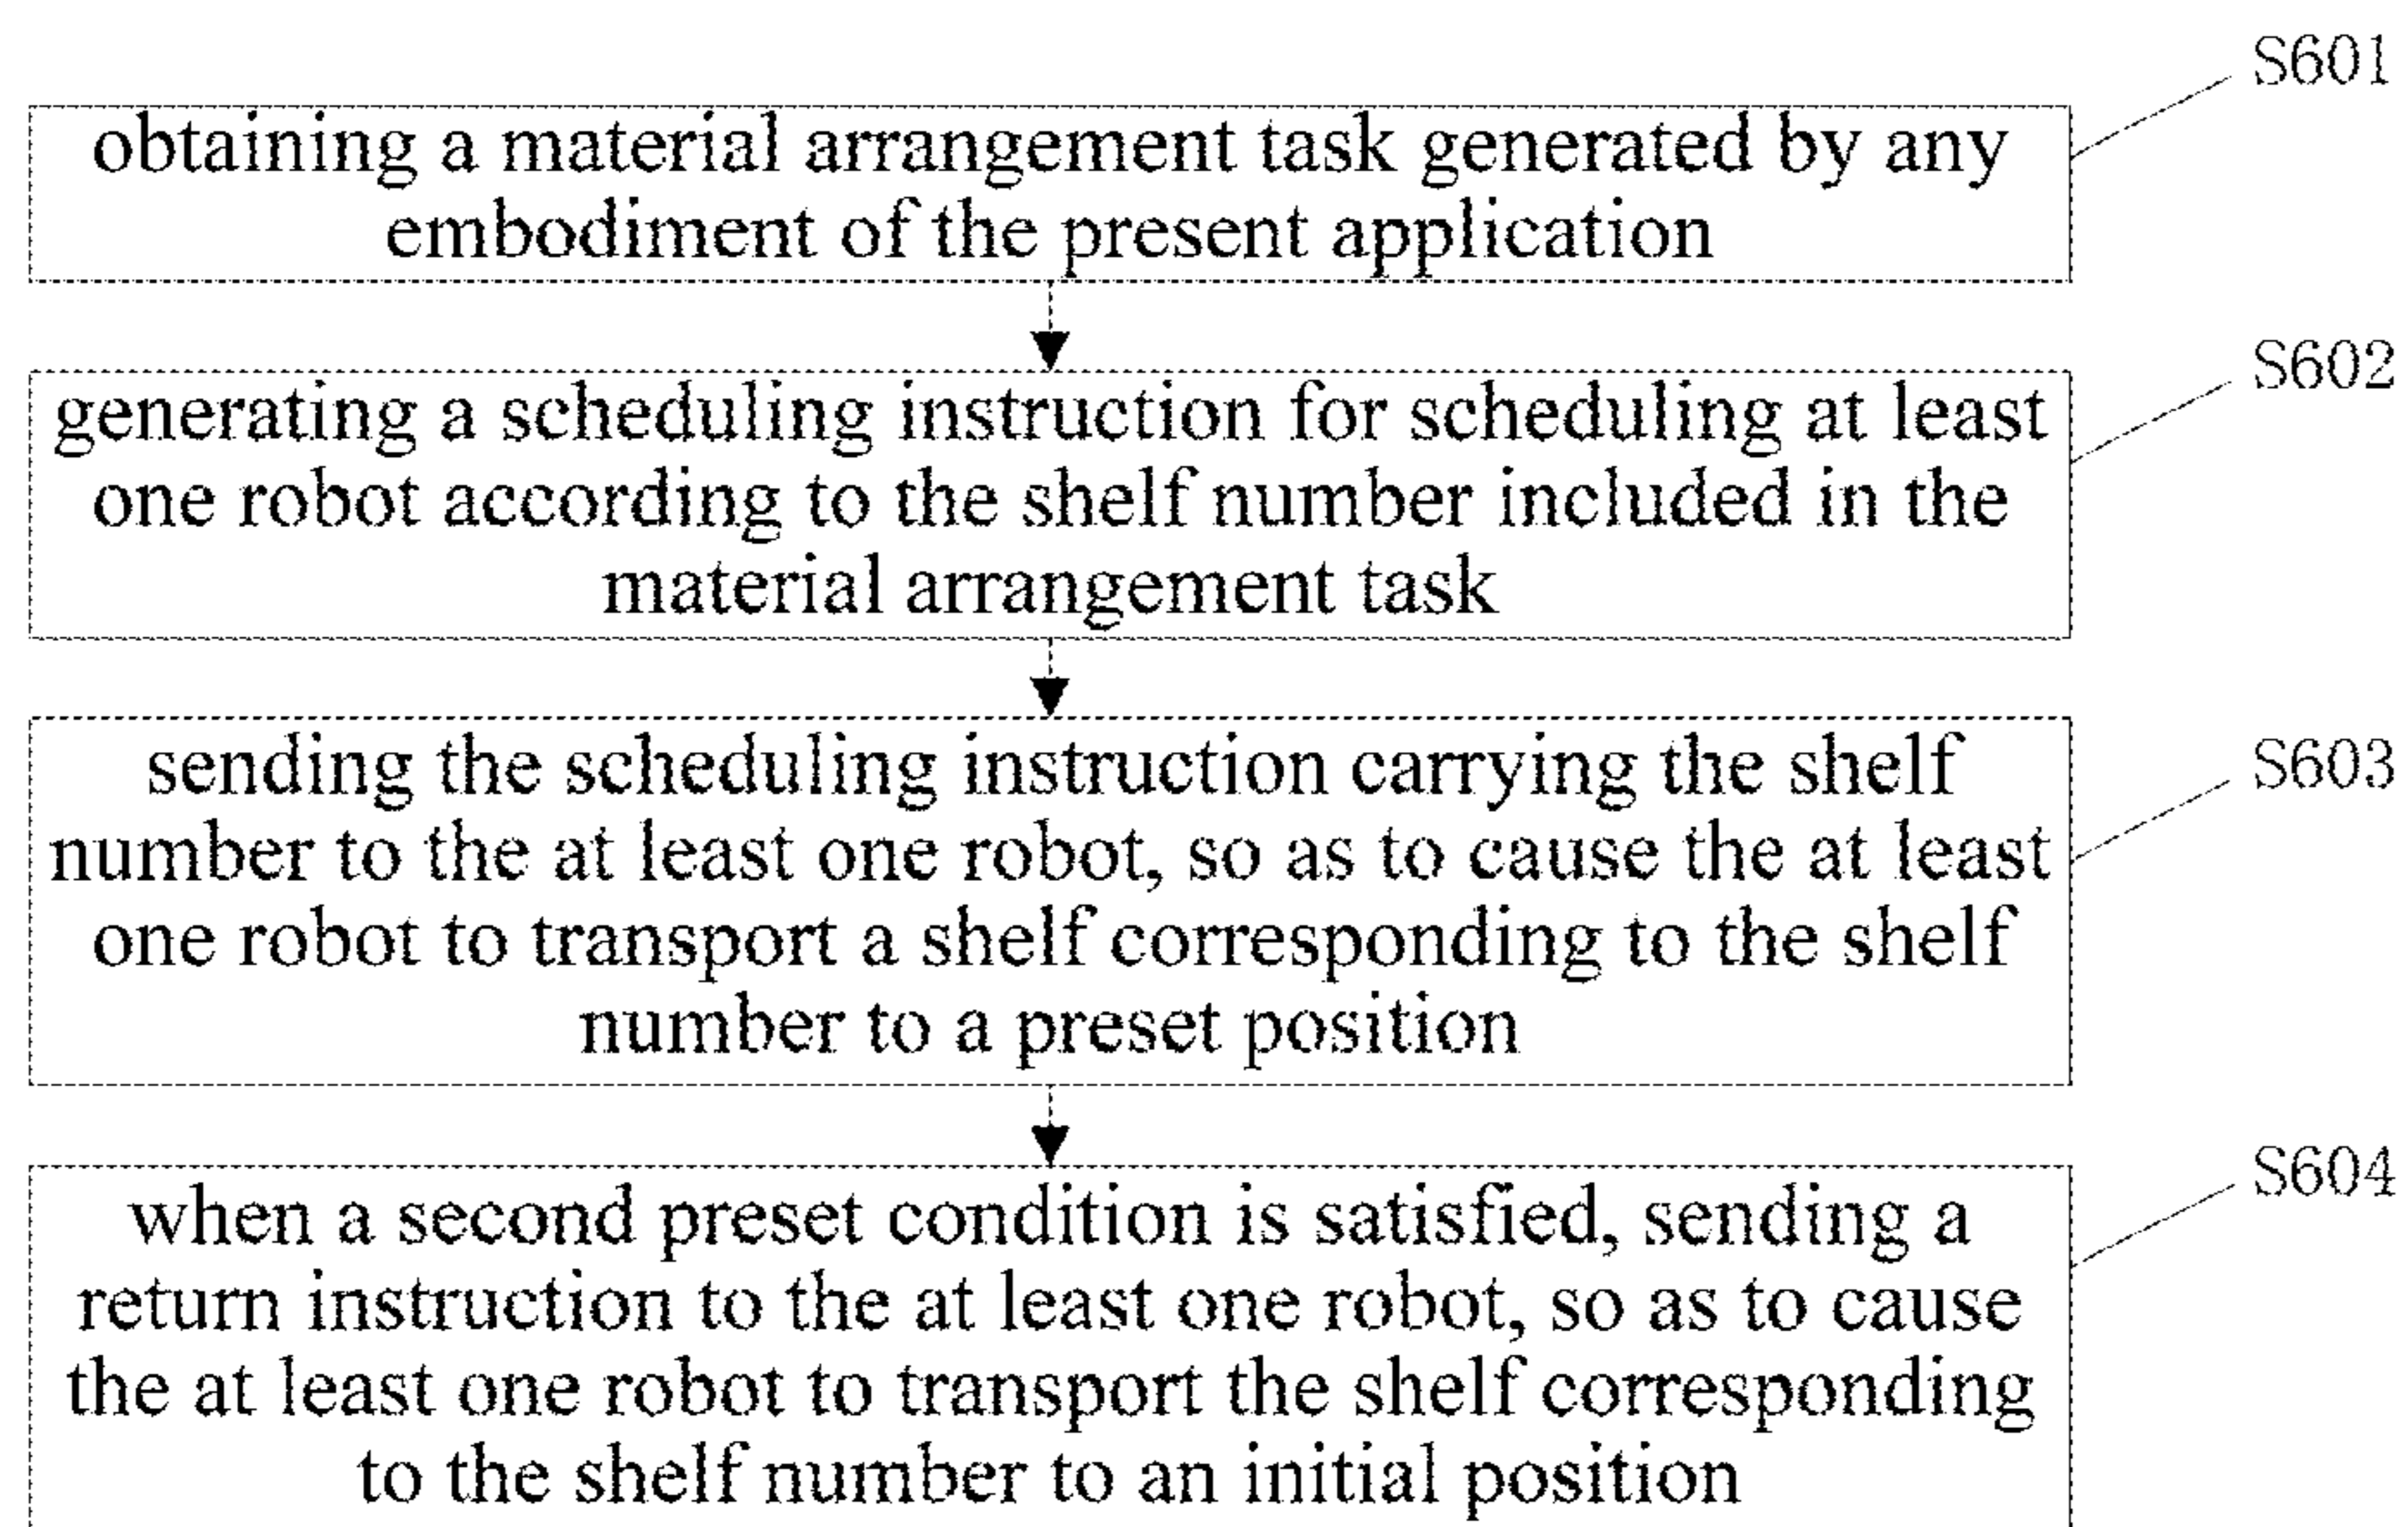 S601
obtaining a material arrangement task generated by any
embodiment of the present application
S602
generating a scheduling instruction for scheduling at least
one robot according to the shelf number included in the
material arrangement task
S603
sending the scheduling instruction carrying the shelf
number to the at least one robot, so as to cause the at least
one robot to transport a shelf corresponding to the shelf
number to a preset position
S604
when a second preset condition is satisfied, sending a
return instruction to the at least one robot, so as to cause
the at least one robot to transport the shelf corresponding
to the shelf number to an initial position